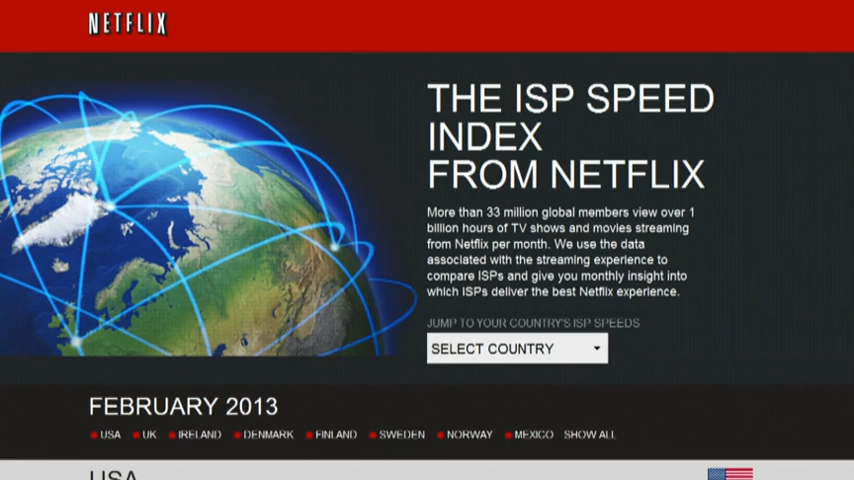 NETFLIX
THE ISP SPEED
INDEX
FROM NETFLIX
More than 33 million global members view over 1
billion hours of TV shows and movies streaming
from Netflix per month. We use the data
associated with the streaming experience to
compare ISPs and give you monthly insight into
which ISPs deliver the best Netflix experience.
JUMP TO YOUR COUNTRY'S ISP SPEEDS
SELECT COUNTRY
FEBRUARY 2013
USA UK IRELAND DENMARK FINLAND SWEDEN NORWAY MEXICO SHOW ALL
USA